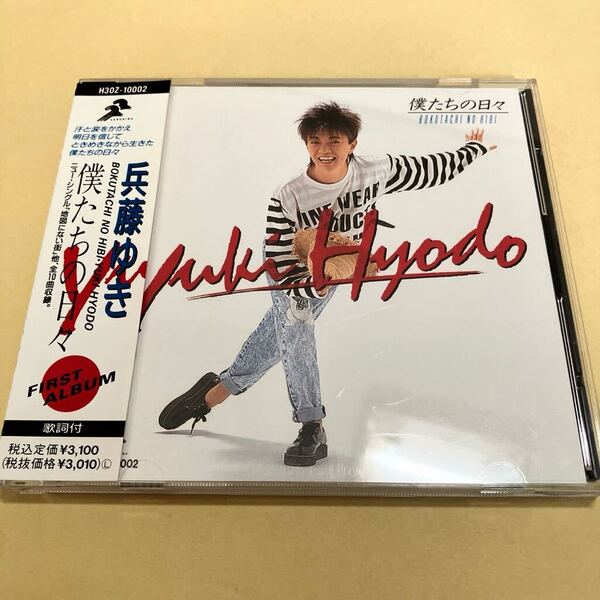 H30Z-10002
汗と涙をかかえ
明日を信じて
ときめきながら生きた
僕たちの日々
兵藤ゆき
BOKUTACHI NO HIBI/YUKI HYODO
僕たちの日々
ニュー・シングル「地図にない街」他、全10曲収録。
FIRST
ALBUM
歌詞付
税込定価¥3,100
(税抜価格¥3,010)Ⓛ
僕たちの日々
BOKUTACHI NO HIBI
Yuki Hyodo
WEAR
0002